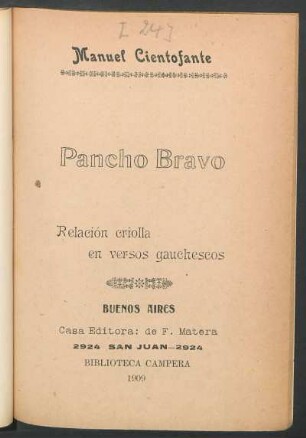 [ 24]
Manuel Cientofante
Pancho Bravo
Relación criolla
en versos gauchescos
BUENOS AIRES
Casa Editora: de F. Matera
2924 SAN JUAN—2924
BIBLIOTECA CAMPERA
1909